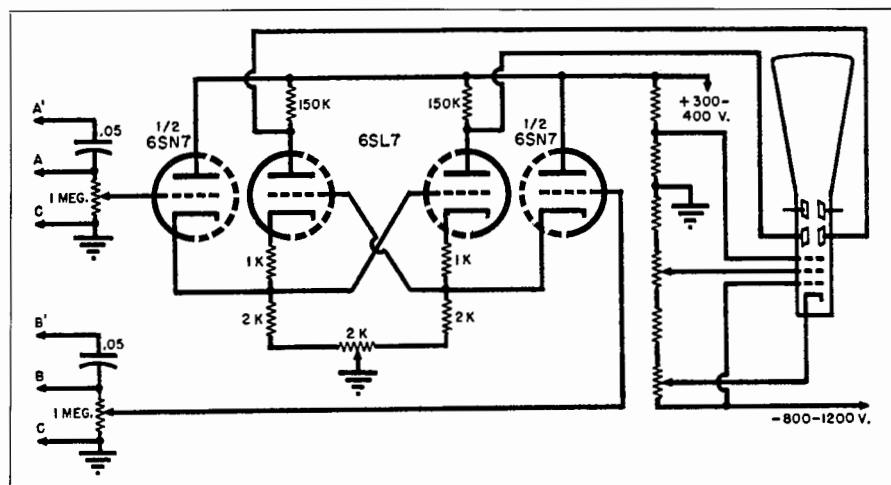 A'
.05
A
1 MEG.
C
1/2
6SN7
150K
6SL7
150K
1/2
6SN7
+300-
400 V.
1K
1K
2K
2K
2K
B'
.05
B
1 MEG.
C
-800-1200 V.